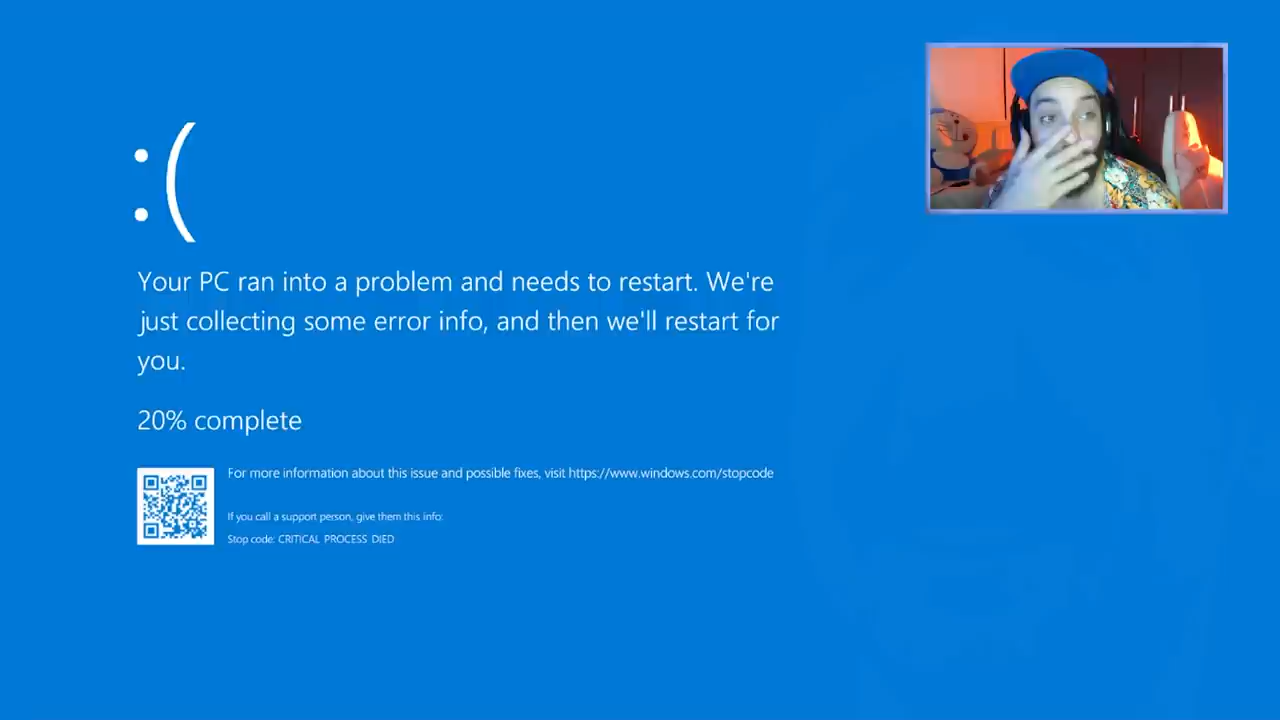 :(
Your PC ran into a problem and needs to restart. We're
just collecting some error info, and then we'll restart for
you.
20% complete
For more information about this issue and possible fixes, visit https://www.windows.com/stopcode
If you call a support person, give them this info:
Stop code: CRITICAL PROCESS DIED